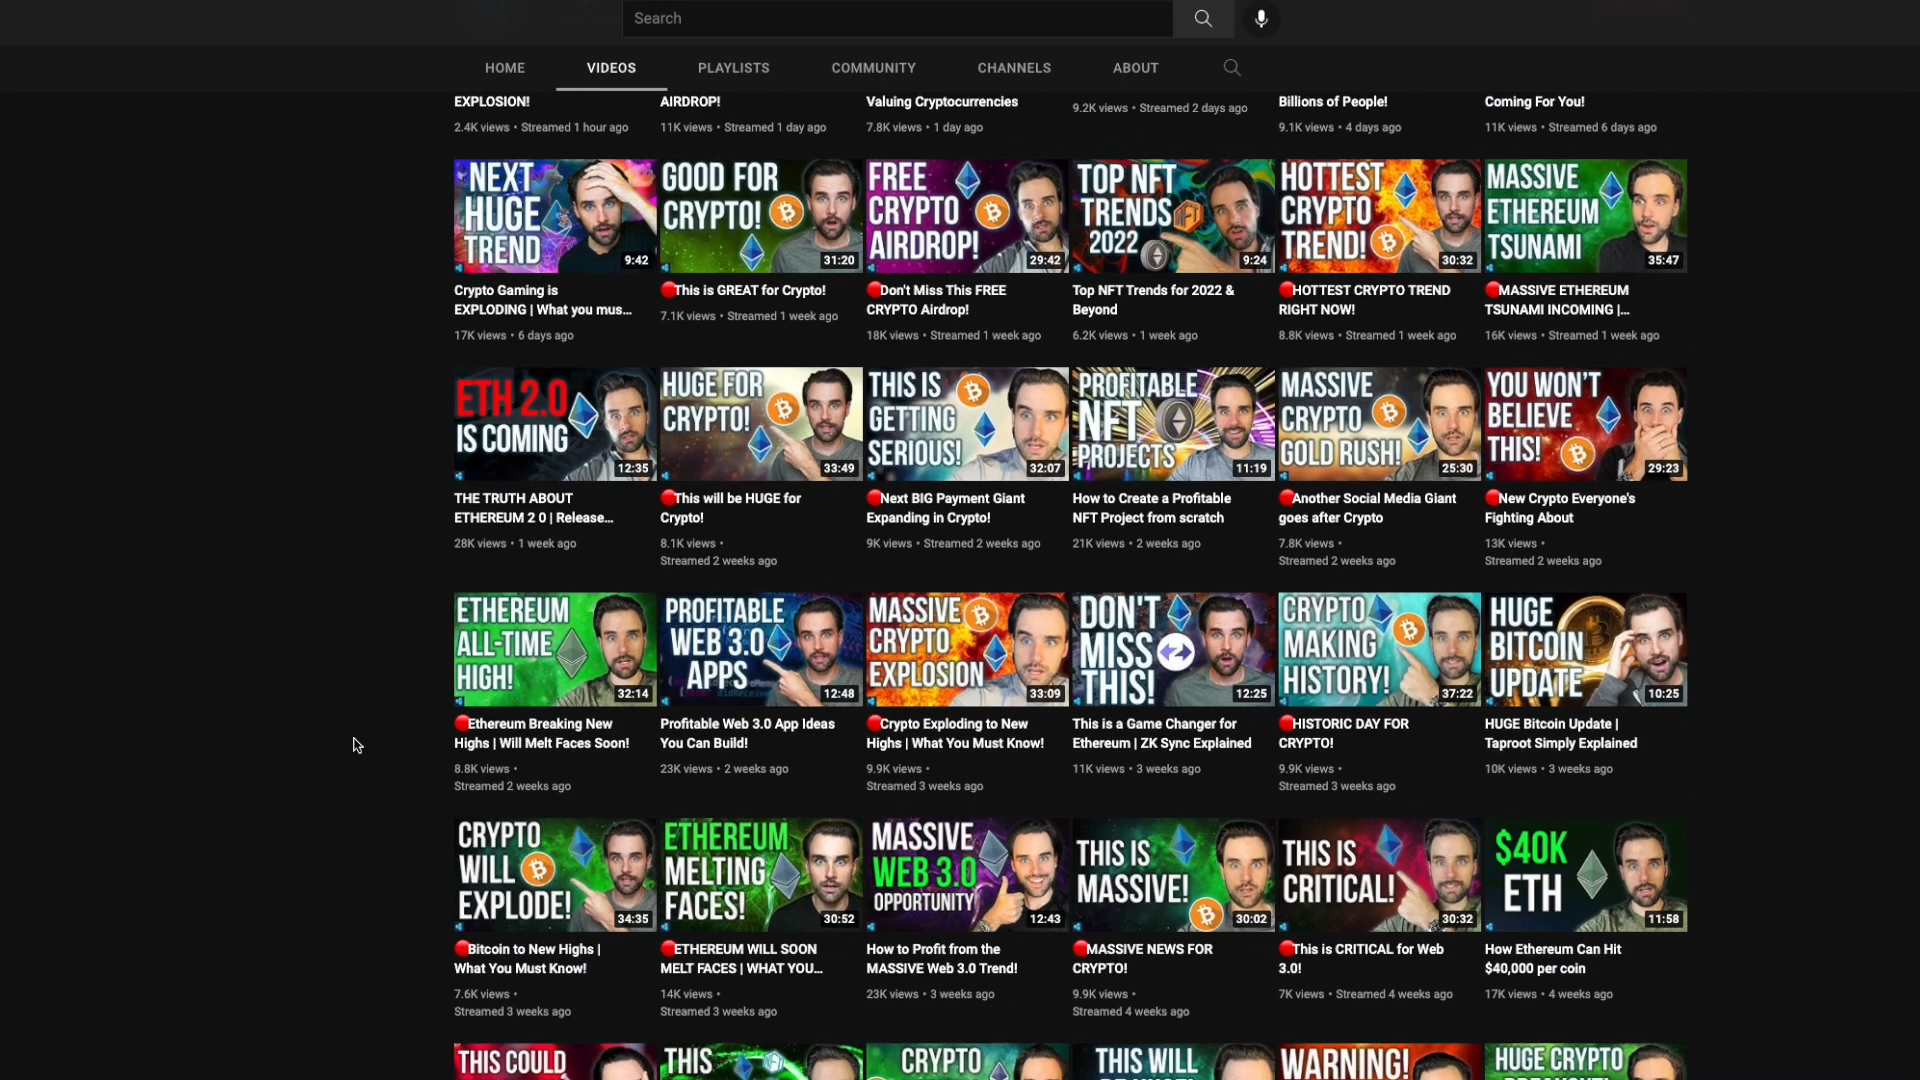 Search
HOME
VIDEOS
PLAYLISTS
COMMUNITY
CHANNELS
ABOUT
EXPLOSION!
2.4K views • Streamed 1 hour ago
AIRDROP!
11K views • Streamed 1 day ago
Valuing Cryptocurrencies
7.8K views • 1 day ago
9.2K views • Streamed 2 days ago
Billions of People!
9.1K views • 4 days ago
Coming For You!
11K views • Streamed 6 days ago
NEXT
HUGE
TREND
9:42
Crypto Gaming is
EXPLODING | What you mus...
17K views • 6 days ago
GOOD FOR
CRYPTO!
31:20
This is GREAT for Crypto!
7.1K views • Streamed 1 week ago
FREE
CRYPTO
AIRDROP!
29:42
Don't Miss This FREE
CRYPTO Airdrop!
18K views • Streamed 1 week ago
TOP NFT
TRENDS
2022
9:24
Top NFT Trends for 2022 &
Beyond
6.2K views • 1 week ago
HOTTEST
CRYPTO
TREND!
30:32
HOTTEST CRYPTO TREND
RIGHT NOW!
8.8K views • Streamed 1 week ago
MASSIVE
ETHEREUM
TSUNAMI
35:47
MASSIVE ETHEREUM
TSUNAMI INCOMING |...
16K views • Streamed 1 week ago
ETH 2.0
IS COMING
12:35
THE TRUTH ABOUT
ETHEREUM 2 0 | Release...
28K views • 1 week ago
HUGE FOR
CRYPTO!
33:49
This will be HUGE for
Crypto!
8.1K views •
Streamed 2 weeks ago
THIS IS
GETTING
SERIOUS!
32:07
Next BIG Payment Giant
Expanding in Crypto!
9K views • Streamed 2 weeks ago
PROFITABLE
NFT
PROJECTS
11:19
How to Create a Profitable
NFT Project from scratch
21K views • 2 weeks ago
MASSIVE
CRYPTO
GOLD RUSH!
25:30
Another Social Media Giant
goes after Crypto
7.8K views •
Streamed 2 weeks ago
YOU WON'T
BELIEVE
THIS!
29:23
New Crypto Everyone's
Fighting About
13K views •
Streamed 2 weeks ago
ETHEREUM
ALL-TIME
HIGH!
32:14
Ethereum Breaking New
Highs | Will Melt Faces Soon!
8.8K views •
Streamed 2 weeks ago
PROFITABLE
WEB 3.0
APPS
12:48
Profitable Web 3.0 App Ideas
You Can Build!
23K views • 2 weeks ago
MASSIVE
CRYPTO
EXPLOSION
33:09
Crypto Exploding to New
Highs | What You Must Know!
9.9K views •
Streamed 3 weeks ago
DON'T
MISS
THIS!
12:25
This is a Game Changer for
Ethereum | ZK Sync Explained
11K views • 3 weeks ago
CRYPTO
MAKING
HISTORY!
37:22
HISTORIC DAY FOR
CRYPTO!
9.9K views •
Streamed 3 weeks ago
HUGE
BITCOIN
UPDATE
10:25
HUGE Bitcoin Update |
Taproot Simply Explained
10K views • 3 weeks ago
CRYPTO
WILL
EXPLODE!
34:35
Bitcoin to New Highs |
What You Must Know!
7.6K views •
Streamed 3 weeks ago
ETHEREUM
MELTING
FACES!
30:52
ETHEREUM WILL SOON
MELT FACES | WHAT YOU...
14K views •
Streamed 3 weeks ago
MASSIVE
WEB 3.0
OPPORTUNITY
12:43
How to Profit from the
MASSIVE Web 3.0 Trend!
23K views • 3 weeks ago
THIS IS
MASSIVE!
30:02
MASSIVE NEWS FOR
CRYPTO!
9.9K views •
Streamed 4 weeks ago
THIS IS
CRITICAL!
30:32
This is CRITICAL for Web
3.0!
7K views • Streamed 4 weeks ago
$40K
ETH
11:58
How Ethereum Can Hit
$40,000 per coin
17K views • 4 weeks ago
THIS COULD
THIS
CRYPTO
THIS WILL
WARNING!
HUGE CRYPTO